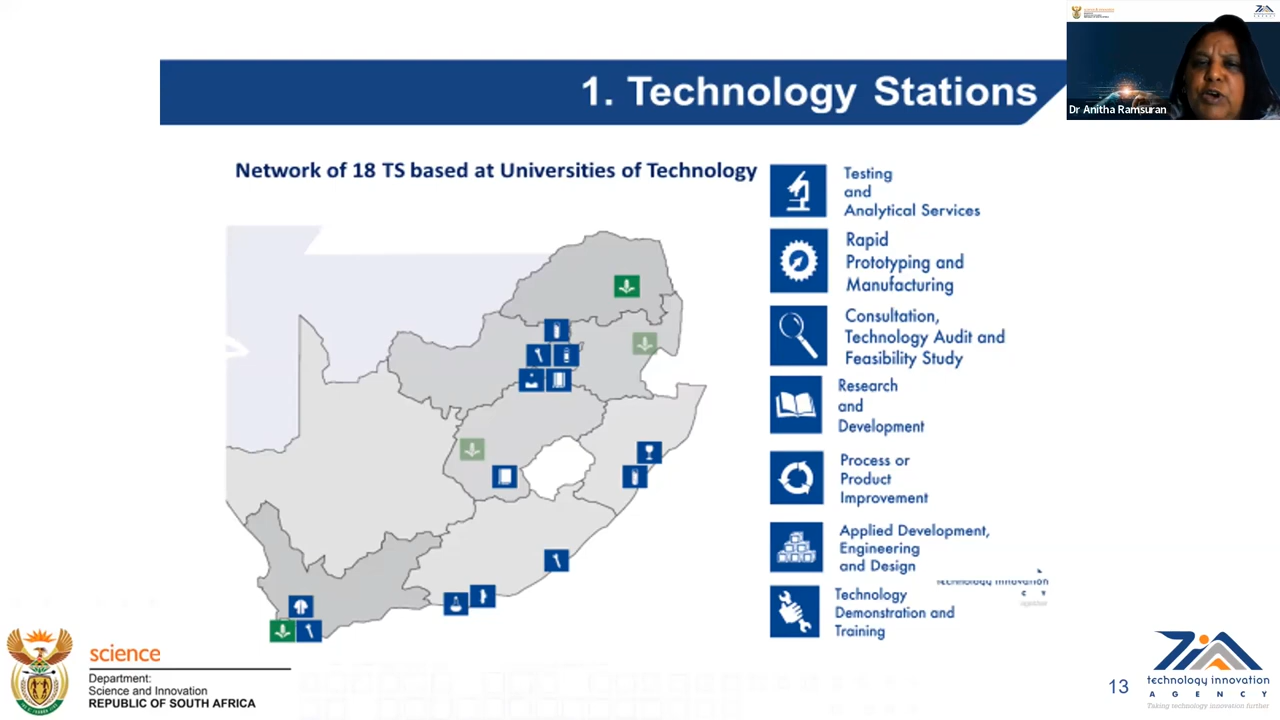 1. Technology Stations
Dr Anitha Ramsuran
Network of 18 TS based at Universities of Technology
Testing
and
Analytical Services
Rapid
Prototyping and
Manufacturing
Consultation,
Technology Audit and
Feasibility Study
Research
and
Development
Process or
Product
Improvement
Applied Development,
Engineering
and Design
technology innovation
C Y
Technology
Demonstration and
Training
science
Department:
Science and Innovation
REPUBLIC OF SOUTH AFRICA
13
TIA
technology innovation
AGENCY
Taking technology innovation further